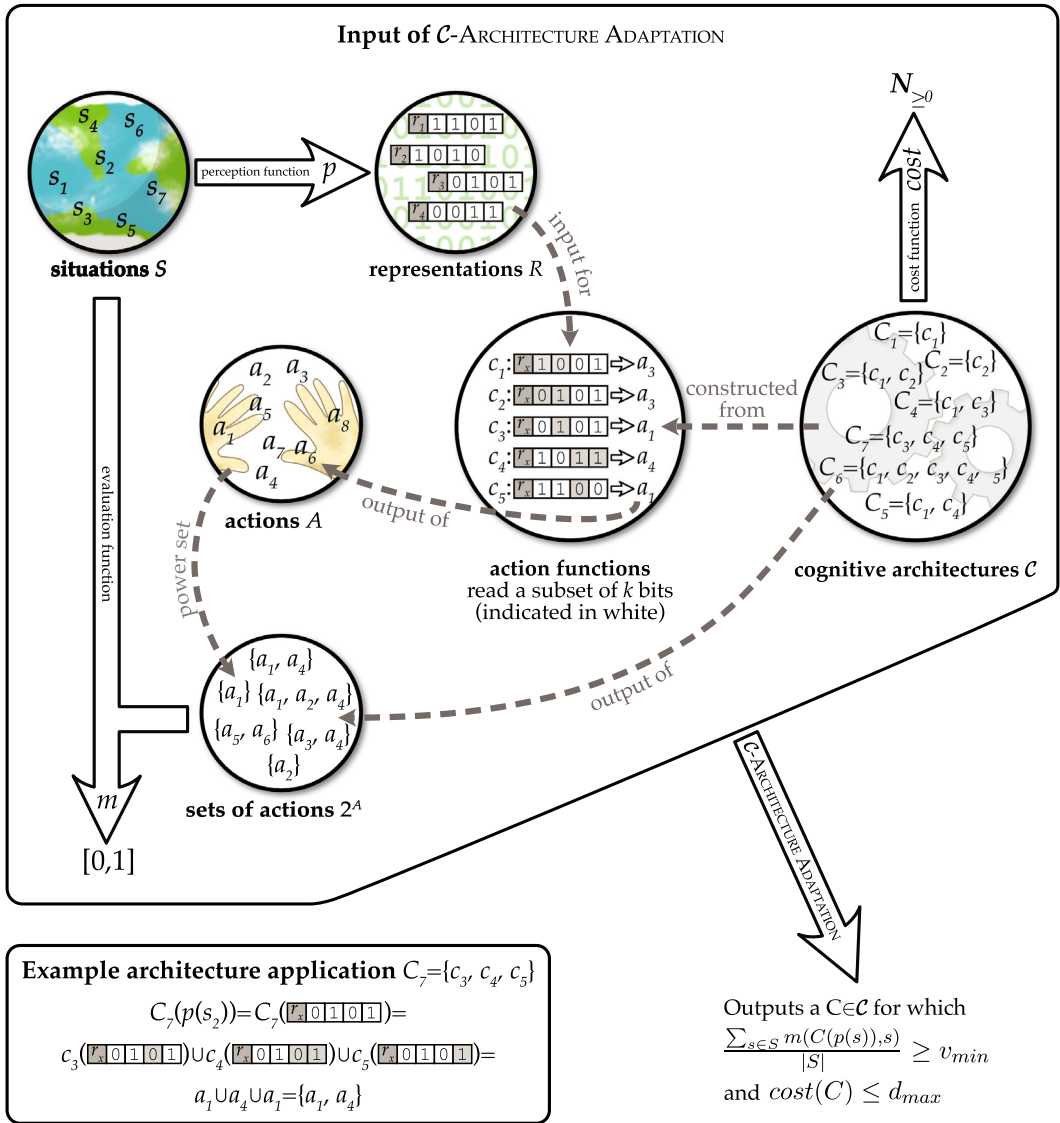 Input of C-ARCHITECTURE ADAPTATION
s4 s6
s2
s1 s7
s3 s5
situations S
perception function p
r1 1 1 0 1
r2 1 0 1 0
r3 0 1 0 1
r4 0 0 1 1
representations R
N≥0
cost function cost
input for
a2 a3
a5 a8
a1
a7 a6
a4
actions A
c1: rx 1 0 0 1 ⇒ a3
c2: rx 0 1 0 1 ⇒ a3
c3: rx 0 1 0 1 ⇒ a1
c4: rx 1 0 1 1 ⇒ a4
c5: rx 1 1 0 0 ⇒ a1
action functions
read a subset of k bits
(indicated in white)
constructed
from
C1={c1}
C2={c2}
C3={c1, c2}
C4={c1, c3}
C7={c3, c4, c5}
C6={c1, c2, c3, c4, 5}
C5={c1, c4}
cognitive architectures C
output of
power set
evaluation function
output of
{a1, a4}
{a1} {a1, a2, a4}
{a5, a6} {a3, a4}
{a2}
sets of actions 2^A
m
[0,1]
C-ARCHITECTURE ADAPTATION
Example architecture application C7={c3, c4, c5}
C7(p(s2))=C7(rx 0 1 0 1)=
c3(rx 0 1 0 1)∪c4(rx 0 1 0 1)∪c5(rx 0 1 0 1)=
a1∪a4∪a1={a1, a4}
Outputs a C∈C for which
∑s∈S m(C(p(s)),s) / |S| ≥ vmin
and cost(C) ≤ dmax